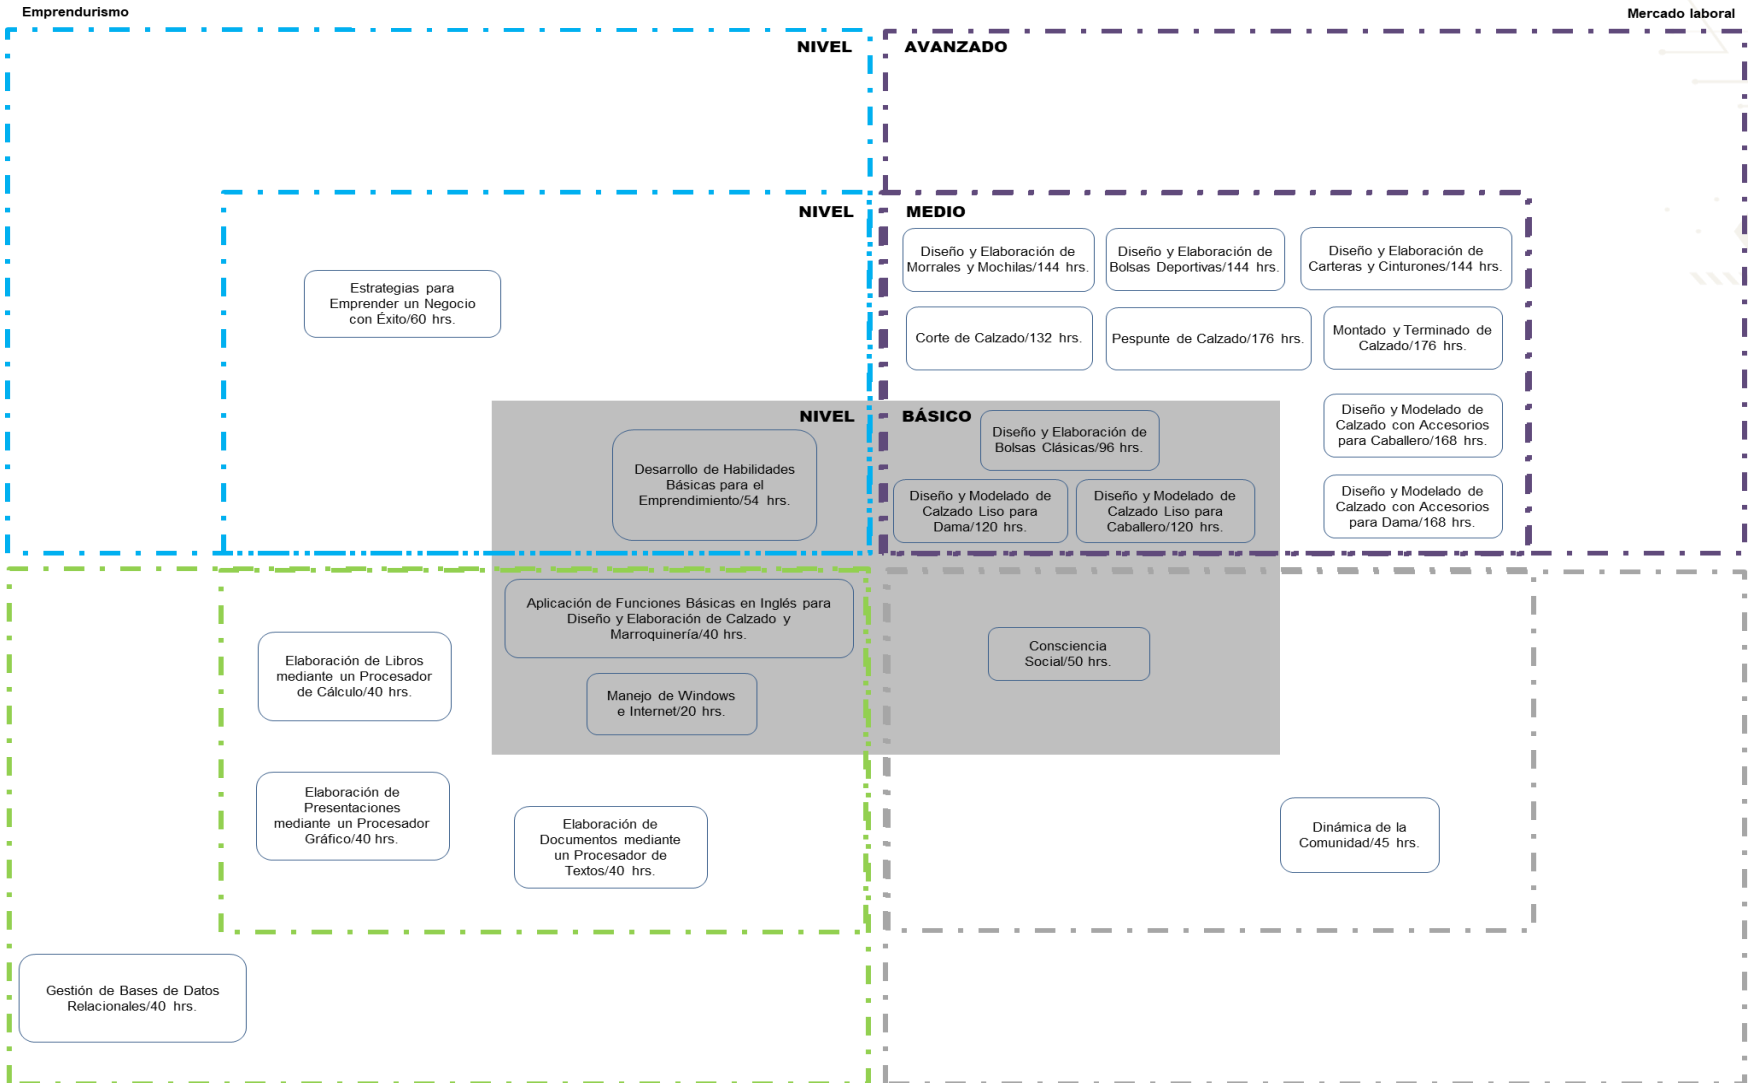 Emprendurismo
Mercado laboral
NIVEL AVANZADO
NIVEL MEDIO
Diseño y Elaboración de
Morrales y Mochilas/144 hrs.
Diseño y Elaboración de
Bolsas Deportivas/144 hrs.
Diseño y Elaboración de
Carteras y Cinturones/144 hrs.
Estrategias para
Emprender un Negocio
con Éxito/60 hrs.
Corte de Calzado/132 hrs.
Pespunte de Calzado/176 hrs.
Montado y Terminado de
Calzado/176 hrs.
NIVEL BÁSICO
Diseño y Elaboración de
Bolsas Clásicas/96 hrs.
Diseño y Modelado de
Calzado con Accesorios
para Caballero/168 hrs.
Desarrollo de Habilidades
Básicas para el
Emprendimiento/54 hrs.
Diseño y Modelado de
Calzado Liso para
Dama/120 hrs.
Diseño y Modelado de
Calzado Liso para
Caballero/120 hrs.
Diseño y Modelado de
Calzado con Accesorios
para Dama/168 hrs.
Aplicación de Funciones Básicas en Inglés para
Diseño y Elaboración de Calzado y
Marroquinería/40 hrs.
Elaboración de Libros
mediante un Procesador
de Cálculo/40 hrs.
Consciencia
Social/50 hrs.
Manejo de Windows
e Internet/20 hrs.
Elaboración de
Presentaciones
mediante un Procesador
Gráfico/40 hrs.
Elaboración de
Documentos mediante
un Procesador de
Textos/40 hrs.
Dinámica de la
Comunidad/45 hrs.
Gestión de Bases de Datos
Relacionales/40 hrs.